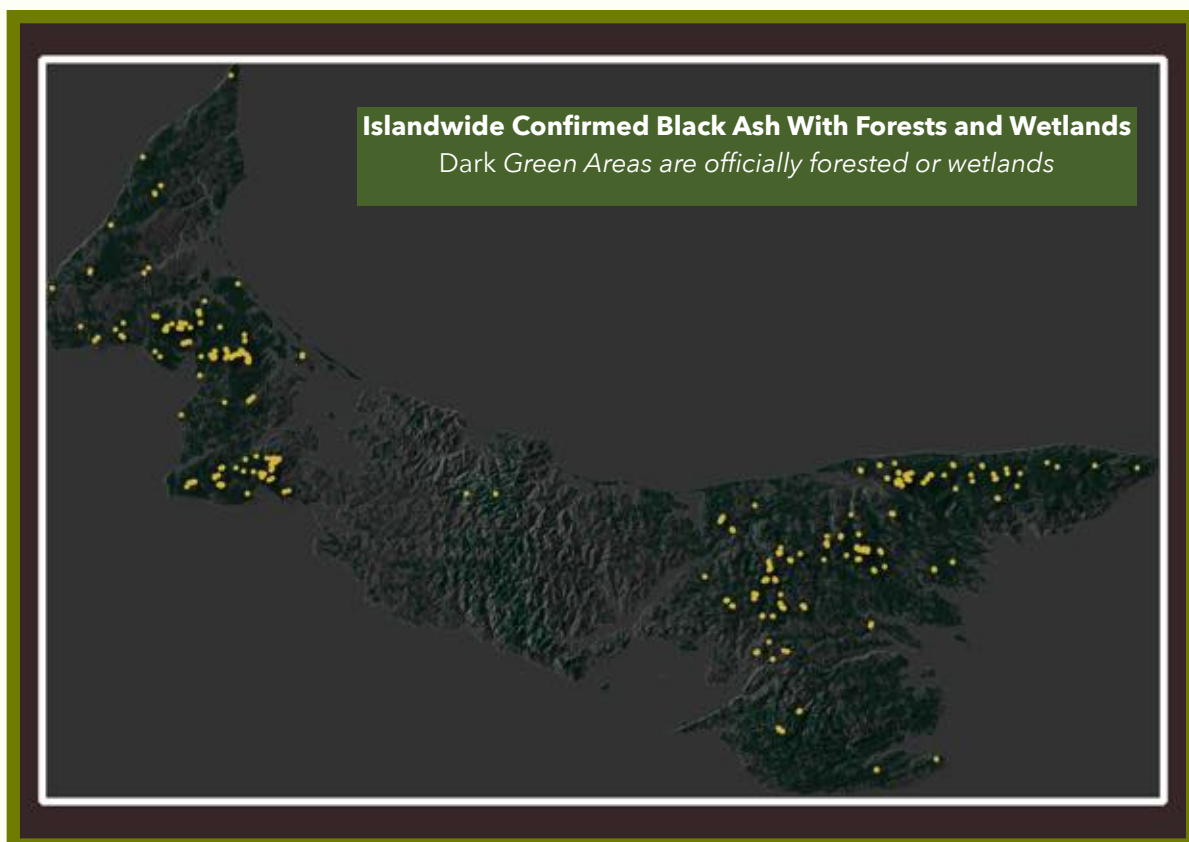 Islandwide Confirmed Black Ash With Forests and Wetlands
Dark Green Areas are officially forested or wetlands